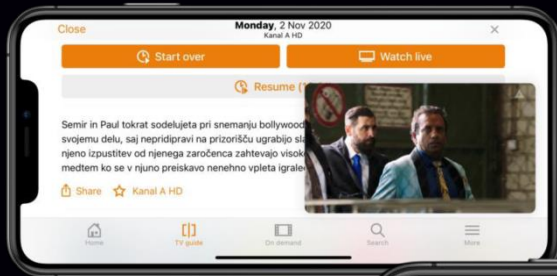 Close
Monday, 2 Nov 2020
Kanal A HD
Start over
Watch live
Resume
Semir in Paul tokrat sodelujeta pri snemanju bollywood
svojemu delu, saj nepridipravi na prizorišču ugrabijo
njeno izpustitev od njenega zaročenca zahtevajo visok
medtem ko se v njuno preiskavo nenehno vpleta igrale
Share
Kanal A HD
Home
TV guide
On demand
Search
More